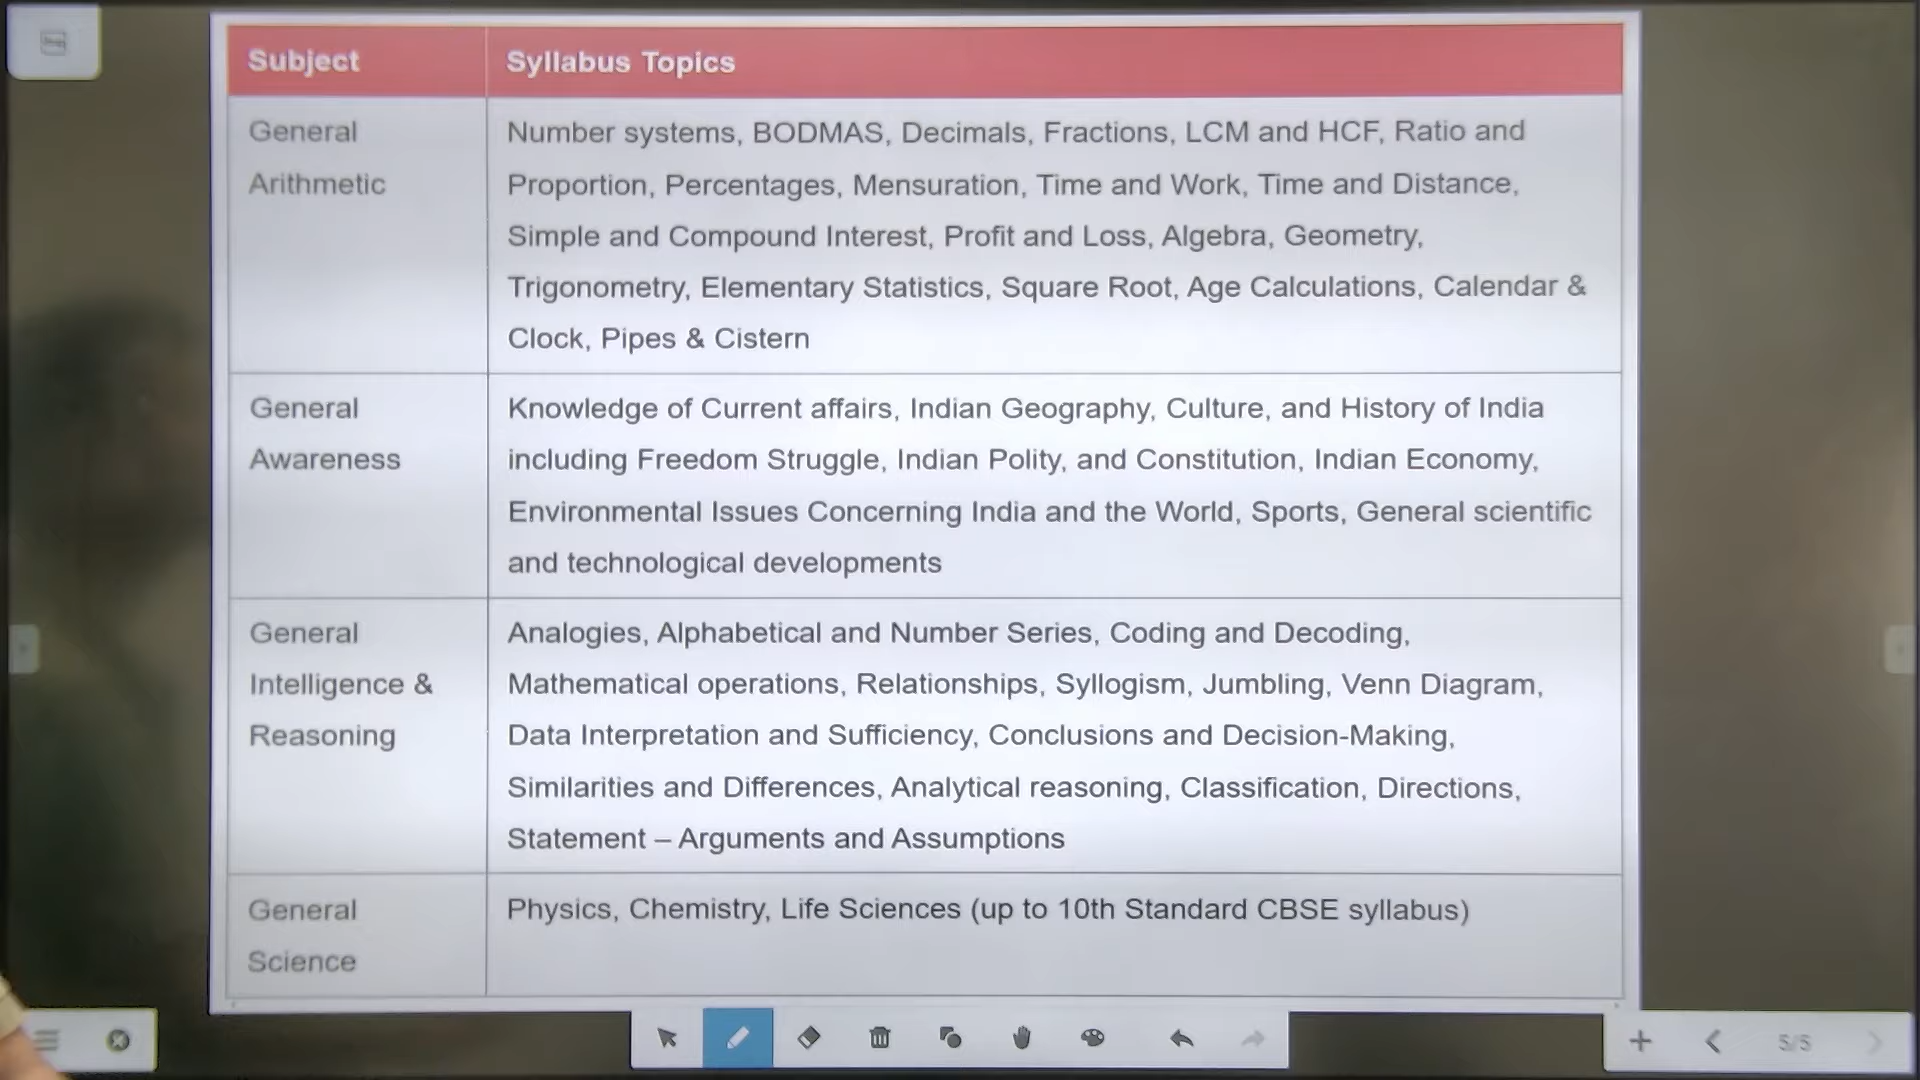 Subject
Syllabus Topics
General
Arithmetic
Number systems, BODMAS, Decimals, Fractions, LCM and HCF, Ratio and
Proportion, Percentages, Mensuration, Time and Work, Time and Distance,
Simple and Compound Interest, Profit and Loss, Algebra, Geometry,
Trigonometry, Elementary Statistics, Square Root, Age Calculations, Calendar &
Clock, Pipes & Cistern
General
Awareness
Knowledge of Current affairs, Indian Geography, Culture, and History of India
including Freedom Struggle, Indian Polity, and Constitution, Indian Economy,
Environmental Issues Concerning India and the World, Sports, General scientific
and technological developments
General
Intelligence &
Reasoning
Analogies, Alphabetical and Number Series, Coding and Decoding,
Mathematical operations, Relationships, Syllogism, Jumbling, Venn Diagram,
Data Interpretation and Sufficiency, Conclusions and Decision-Making,
Similarities and Differences, Analytical reasoning, Classification, Directions,
Statement – Arguments and Assumptions
General
Science
Physics, Chemistry, Life Sciences (up to 10th Standard CBSE syllabus)
5/5